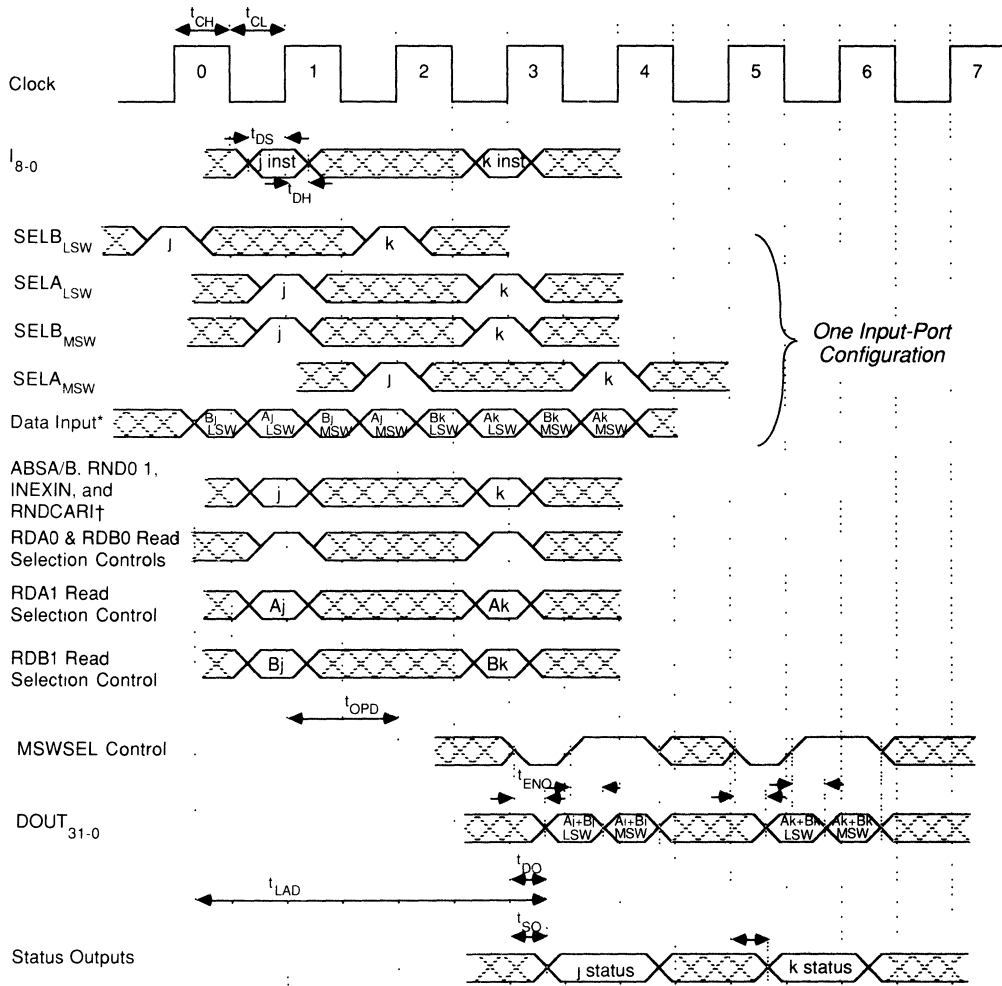 tCH tCL
Clock 0 1 2 3 4 5 6 7
tDS
I8-0 j inst k inst
tDH
SELBLSW j k
SELALSW j k
SELBMSW j k
SELAMSW j k
One Input-Port
Configuration
Data Input* Bj LSW Aj LSW Bj MSW Aj MSW Bk LSW Ak LSW Bk MSW Ak MSW
ABSA/B. RND0 1,
INEXIN, and
RNDCARI† j k
RDA0 & RDB0 Read
Selection Controls
RDA1 Read
Selection Control Aj Ak
RDB1 Read
Selection Control Bj Bk
tOPD
MSWSEL Control
tENO
DOUT31-0 Aj+Bj LSW Aj+Bj MSW Ak+Bk LSW Ak+Bk MSW
tDO
tLAD
tSO
Status Outputs j status k status